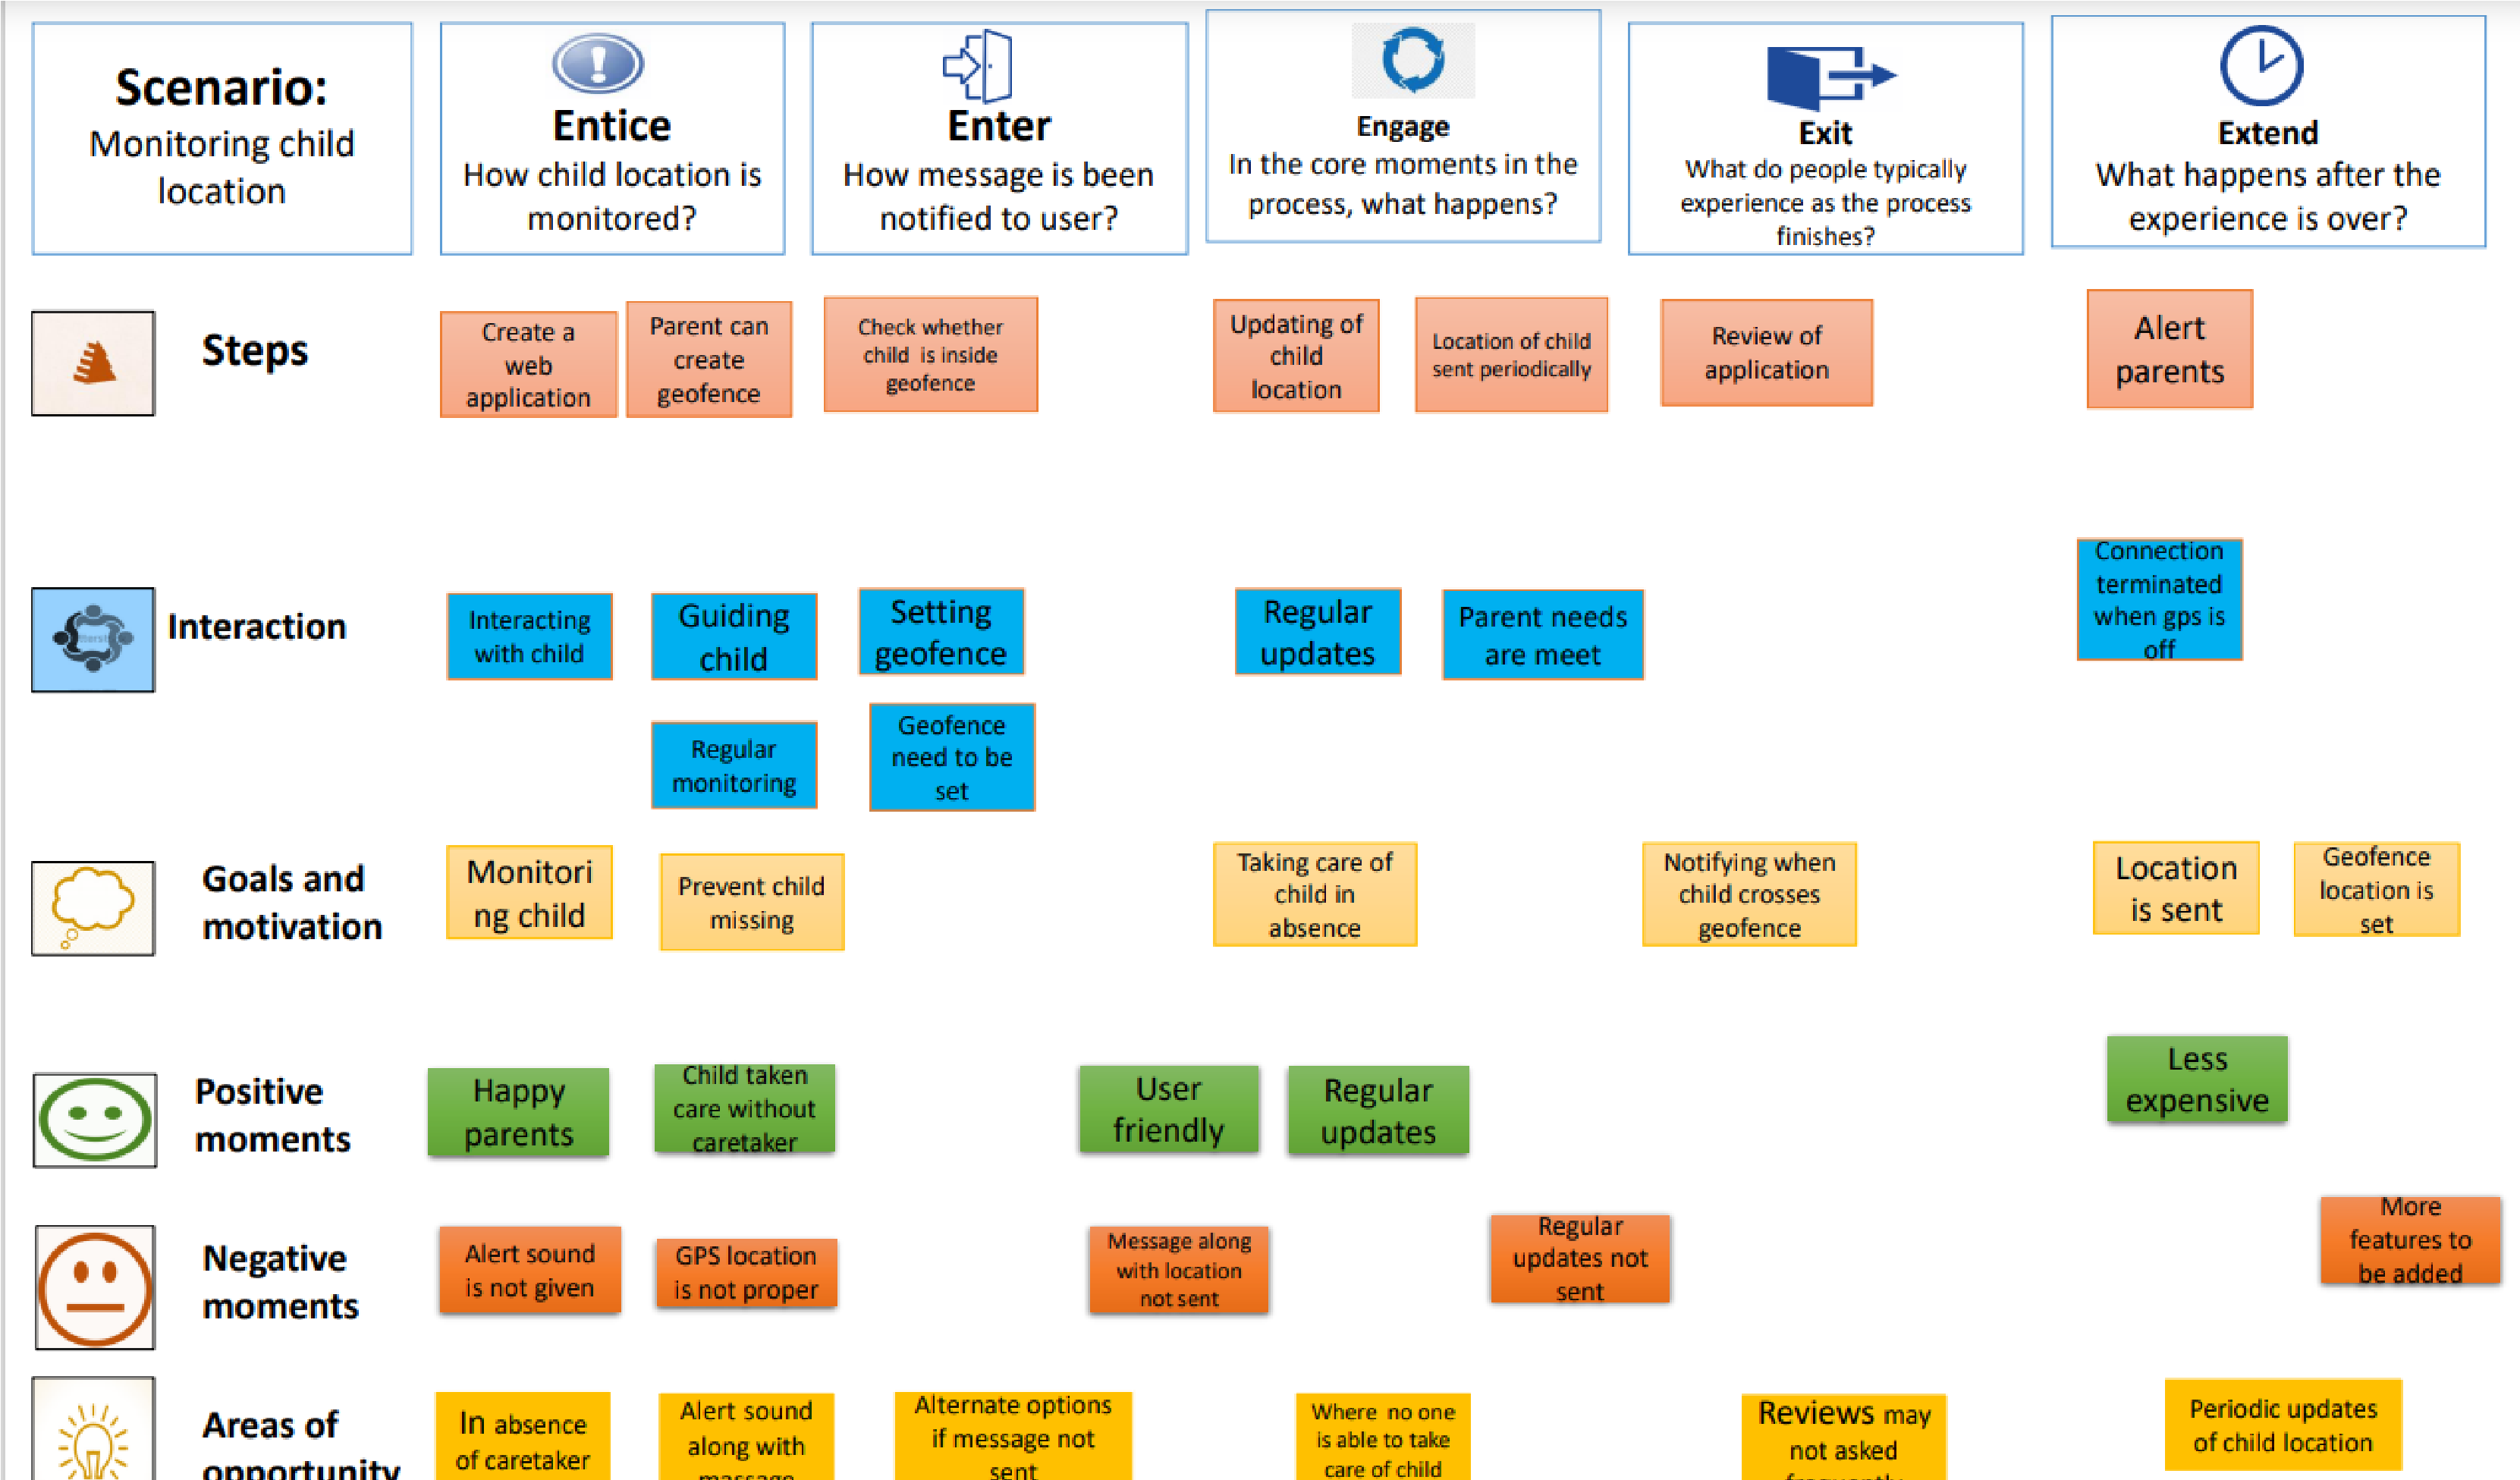 Scenario:
Monitoring child
location
Entice
How child location is
monitored?
Enter
How message is been
notified to user?
Engage
In the core moments in the
process, what happens?
Exit
What do people typically
experience as the process
finishes?
Extend
What happens after the
experience is over?
Steps
Create a
web
application
Parent can
create
geofence
Check whether
child is inside
geofence
Updating of
child
location
Location of child
sent periodically
Review of
application
Alert
parents
Interaction
Interacting
with child
Guiding
child
Setting
geofence
Regular
updates
Parent needs
are meet
Connection
terminated
when gps is
off
Regular
monitoring
Geofence
need to be
set
Goals and
motivation
Monitori
ng child
Prevent child
missing
Taking care of
child in
absence
Notifying when
child crosses
geofence
Location
is sent
Geofence
location is
set
Positive
moments
Happy
parents
Child taken
care without
caretaker
User
friendly
Regular
updates
Less
expensive
Negative
moments
Alert sound
is not given
GPS location
is not proper
Message along
with location
not sent
Regular
updates not
sent
More
features to
be added
Areas of
opportunity
In absence
of caretaker
Alert sound
along with
massage
Alternate options
if message not
sent
Where no one
is able to take
care of child
Reviews may
not asked
frequently
Periodic updates
of child location